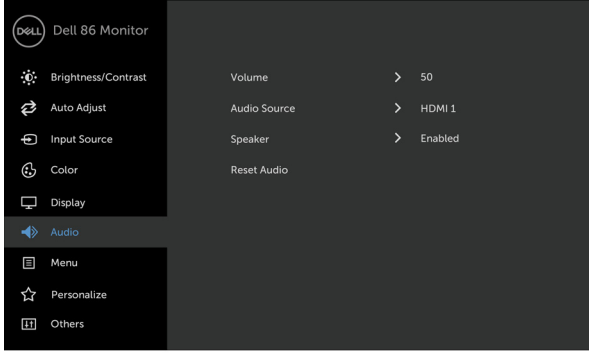 DELL Dell 86 Monitor
Brightness/Contrast
Auto Adjust
Input Source
Color
Display
Audio
Menu
Personalize
Others
Volume > 50
Audio Source > HDMI 1
Speaker > Enabled
Reset Audio